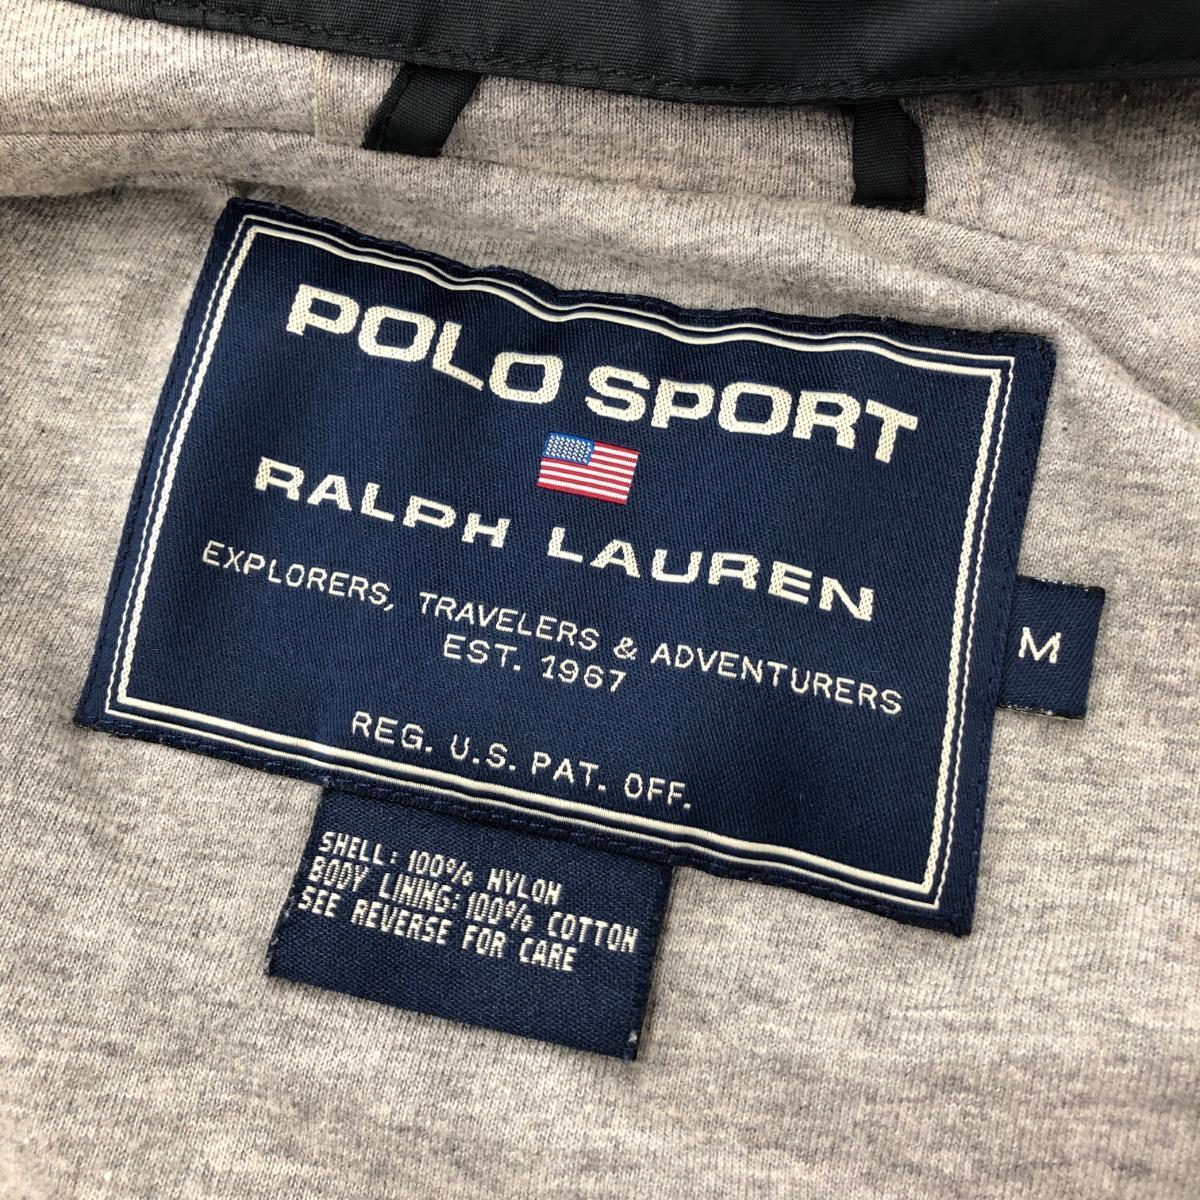 POLO SPORT
RALPH LAUREN
EXPLORERS, TRAVELERS & ADVENTURERS
EST. 1967
REG. U.S. PAT. OFF.
M
SHELL: 100% NYLON
BODY LINING: 100% COTTON
SEE REVERSE FOR CARE